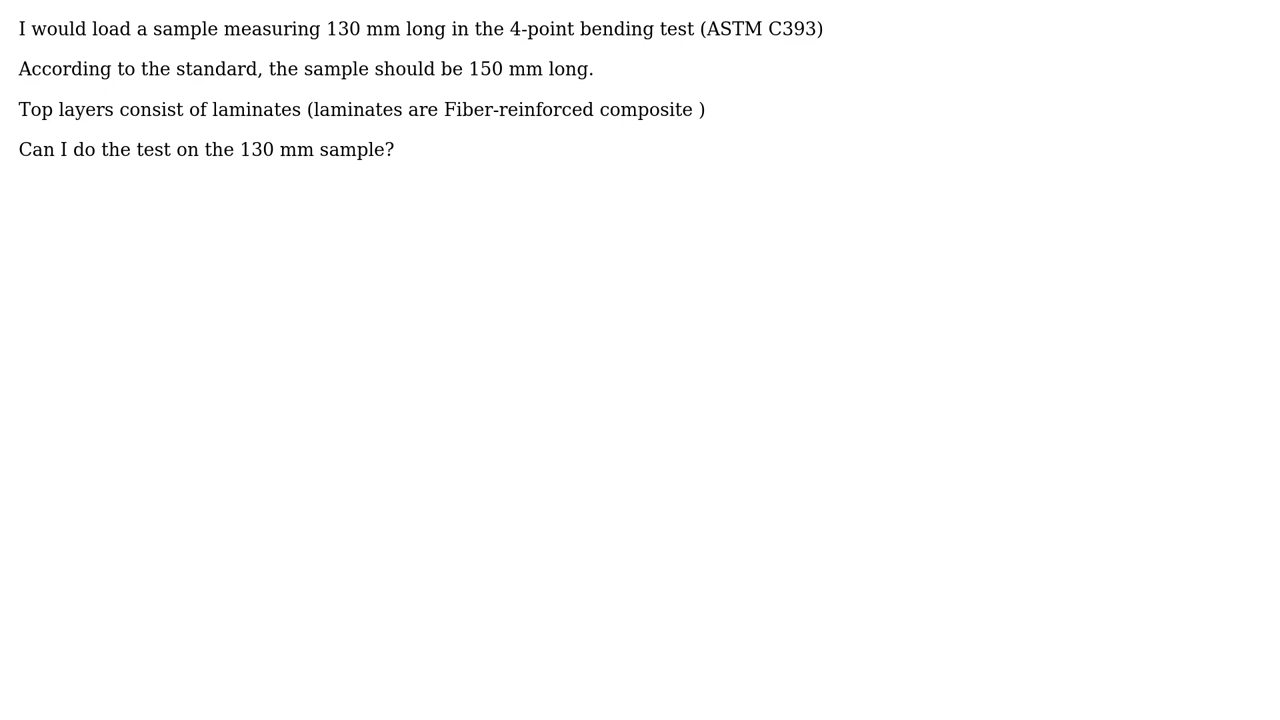 I would load a sample measuring 130 mm long in the 4-point bending test (ASTM C393)
According to the standard, the sample should be 150 mm long.
Top layers consist of laminates (laminates are Fiber-reinforced composite )
Can I do the test on the 130 mm sample?